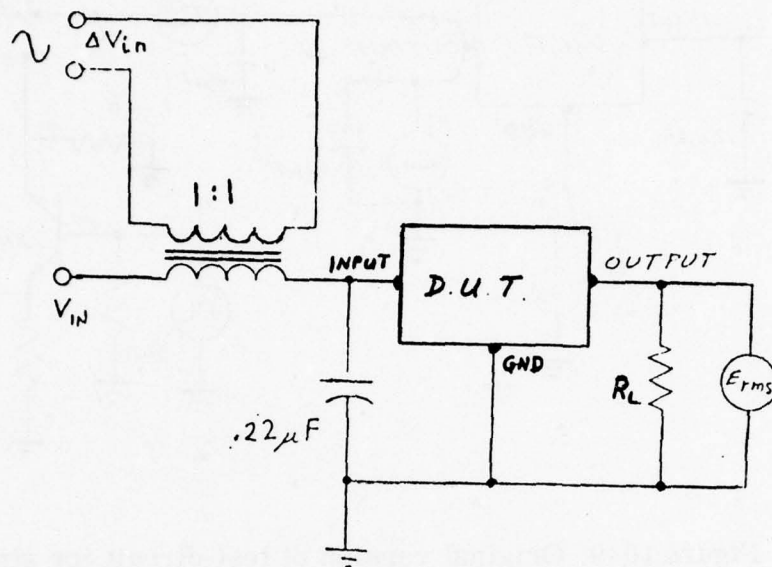 ΔVin
1:1
VIN
INPUT
D.U.T.
OUTPUT
GND
.22μF
RL
Erms